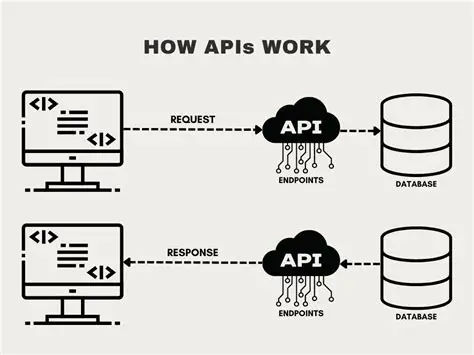 HOW APIs WORK
</>
</>
REQUEST
API
ENDPOINTS
DATABASE
</>
</>
RESPONSE
API
ENDPOINTS
DATABASE